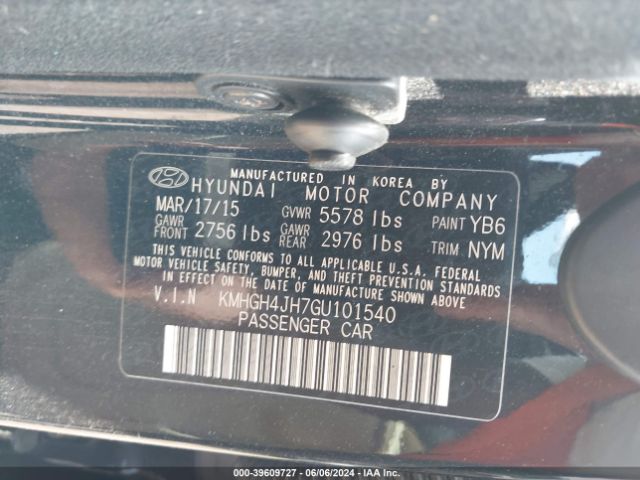 MANUFACTURED IN KOREA BY
HYUNDAI MOTOR COMPANY
MAR/17/15 GVWR 5578 lbs PAINT YB6
GAWR FRONT 2756 lbs GAWR REAR 2976 lbs TRIM NYM
THIS VEHICLE CONFORMS TO ALL APPLICABLE U.S.A. FEDERAL
MOTOR VEHICLE SAFETY, BUMPER, AND THEFT PREVENTION STANDARDS
IN EFFECT ON THE DATE OF MANUFACTURE SHOWN ABOVE.
V.I.N KMHGH4JH7GU101540
PASSENGER CAR
000-39609727 - 06/06/2024 - IAA Inc.